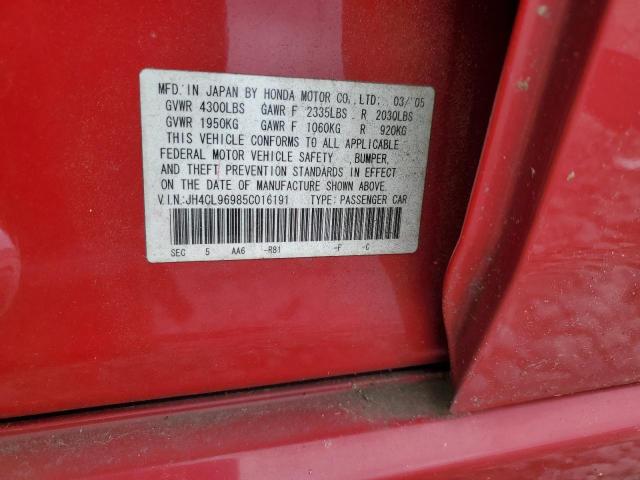 MFD. IN JAPAN BY HONDA MOTOR CO., LTD. 03/'05
GVWR 4300LBS GAWR F 2335LBS. R 2030LBS
GVWR 1950KG GAWR F 1060KG R 920KG
THIS VEHICLE CONFORMS TO ALL APPLICABLE
FEDERAL MOTOR VEHICLE SAFETY ,BUMPER,
AND THEFT PREVENTION STANDARDS IN EFFECT
ON THE DATE OF MANUFACTURE SHOWN ABOVE.
V.I.N:JH4CL96985C016191 TYPE: PASSENGER CAR
SEC 5 AA6 -R81 -F -C